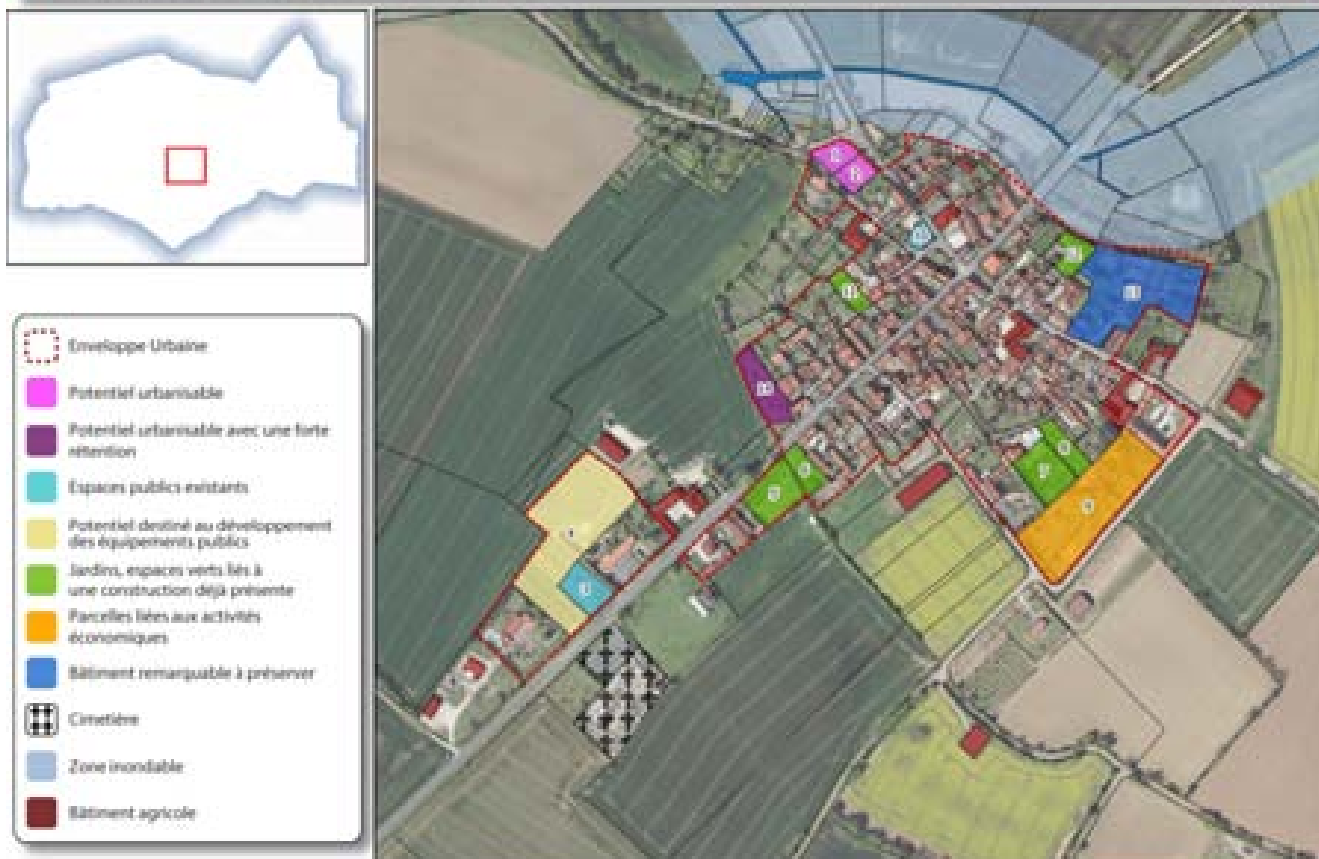 Enveloppe Urbaine
Potentiel urbanisable
Potentiel urbanisable avec une forte
rétention
Espaces publics existants
Potentiel destiné au développement
des équipements publics
Jardins, espaces verts liés à
une construction déjà présente
Parcelles liées aux activités
économiques
Bâtiment remarquable à préserver
Cimetière
Zone inondable
Bâtiment agricole